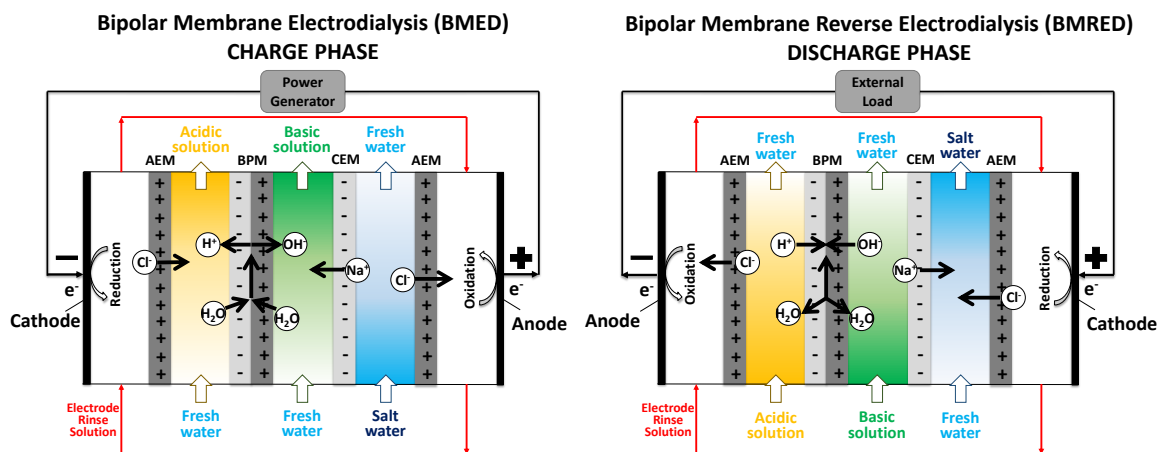 Bipolar Membrane Electrodialysis (BMED)
CHARGE PHASE
Power
Generator
Acidic
solution
Basic
solution
Fresh
water
AEM
BPM
CEM
AEM
+ + + + + + + + + + +
- - - - - - - -
+ + + + + + + + + + +
- - - - - - - -
+ + + + + + + + + + +
H⁺
OH⁻
Cl⁻
Na⁺
Cl⁻
H₂O
H₂O
−
e⁻
Reduction
Cathode
+
e⁻
Oxidation
Anode
Electrode
Rinse
Solution
Fresh
water
Fresh
water
Salt
water
Bipolar Membrane Reverse Electrodialysis (BMRED)
DISCHARGE PHASE
External
Load
Fresh
water
Fresh
water
Salt
water
AEM
BPM
CEM
AEM
+ + + + + + + + + + +
- - - - - - - -
+ + + + + + + + + + +
- - - - - - - -
+ + + + + + + + + + +
H⁺
OH⁻
Cl⁻
Na⁺
Cl⁻
H₂O
H₂O
−
e⁻
Oxidation
Anode
+
e⁻
Reduction
Cathode
Electrode
Rinse
Solution
Acidic
solution
Basic
solution
Fresh
water